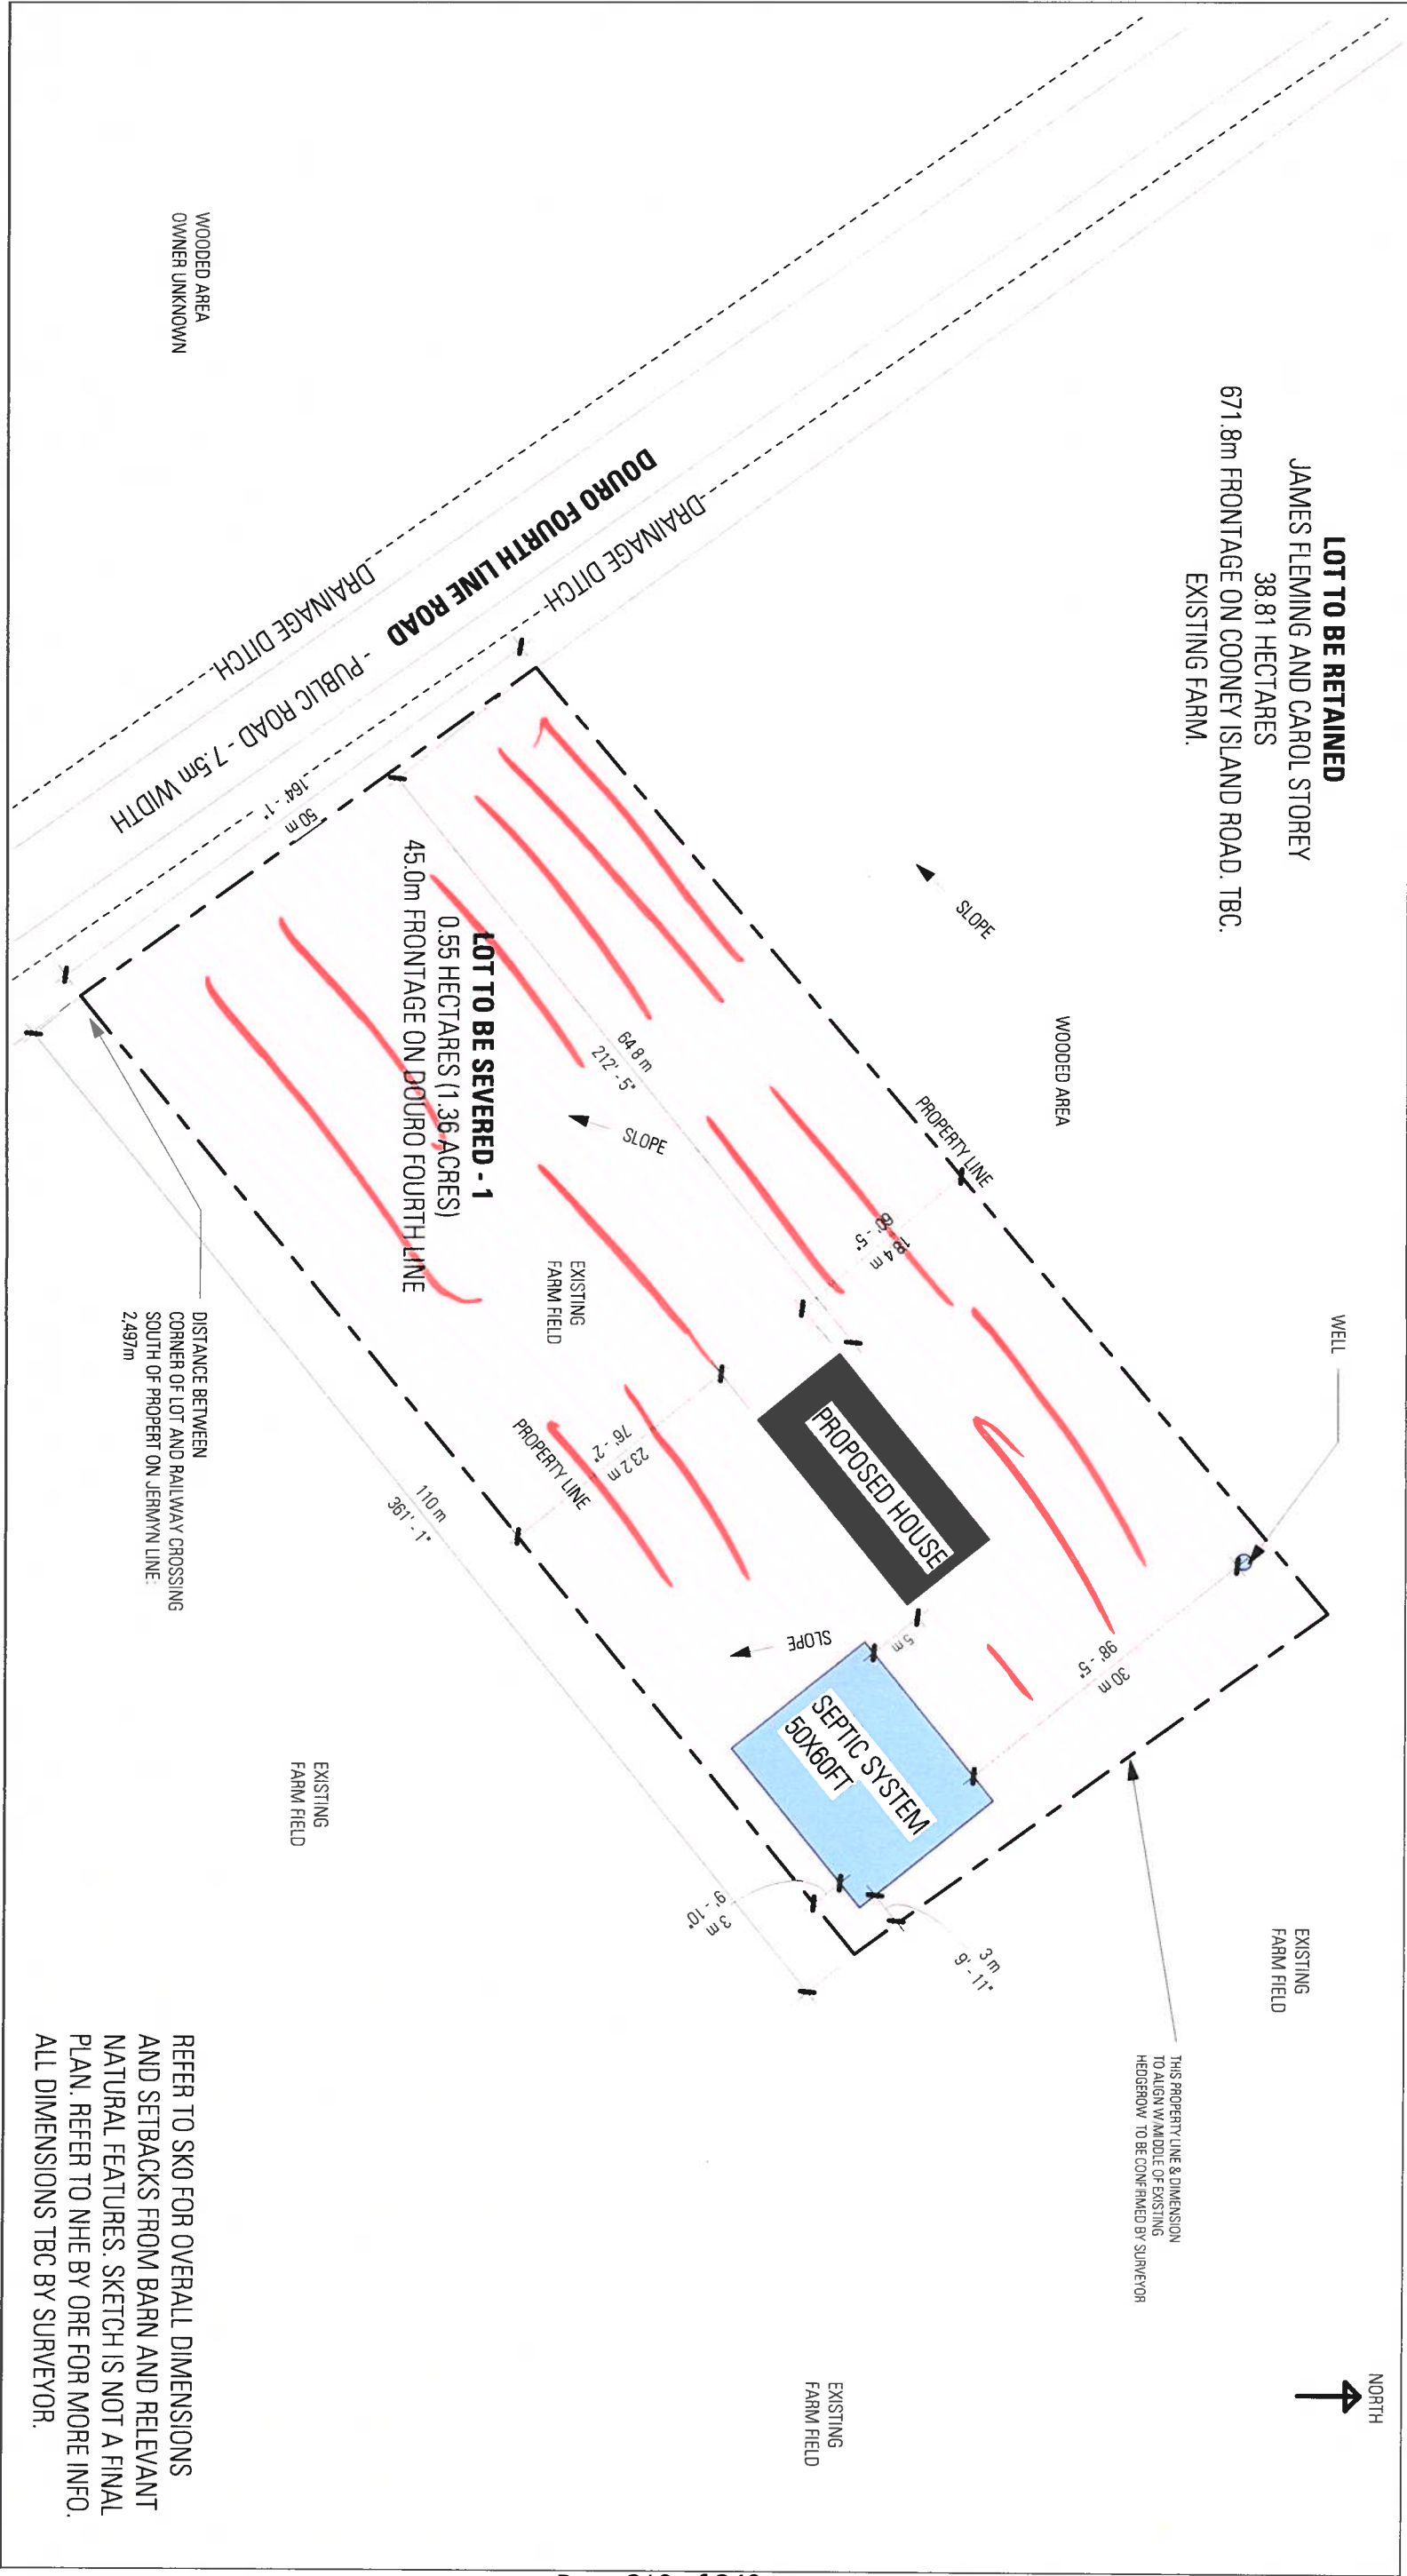 LOT TO BE RETAINED
JAMES FLEMING AND CAROL STOREY
38.81 HECTARES
671.8m FRONTAGE ON COONEY ISLAND ROAD. TBC.
EXISTING FARM.
WELL
NORTH
EXISTING
FARM FIELD
THIS PROPERTY LINE & DIMENSION
TO ALIGN W/MIDDLE OF EXISTING
HEDGEROW TO BE CONFIRMED BY SURVEYOR
SLOPE
WOODED AREA
PROPERTY LINE
18.4 m
60' - 5"
30 m
98' - 5"
64.8 m
212' - 5"
PROPOSED HOUSE
5 m
SEPTIC SYSTEM
50X60FT
3 m
9' - 11"
3 m
9' - 10"
SLOPE
SLOPE
DRAINAGE DITCH
DOURO FOURTH LINE ROAD - PUBLIC ROAD - 7.5m WIDTH
DRAINAGE DITCH
WOODED AREA
OWNER UNKNOWN
164' - 1"
50 m
LOT TO BE SEVERED - 1
0.55 HECTARES (1.36 ACRES)
45.0m FRONTAGE ON DOURO FOURTH LINE
EXISTING
FARM FIELD
23.2 m
76' - 2"
PROPERTY LINE
110 m
361' - 1"
DISTANCE BETWEEN
CORNER OF LOT AND RAILWAY CROSSING
SOUTH OF PROPERT ON JERMYN LINE:
2,497m
EXISTING
FARM FIELD
EXISTING
FARM FIELD
REFER TO SK0 FOR OVERALL DIMENSIONS
AND SETBACKS FROM BARN AND RELEVANT
NATURAL FEATURES. SKETCH IS NOT A FINAL
PLAN. REFER TO NHE BY ORE FOR MORE INFO.
ALL DIMENSIONS TBC BY SURVEYOR.